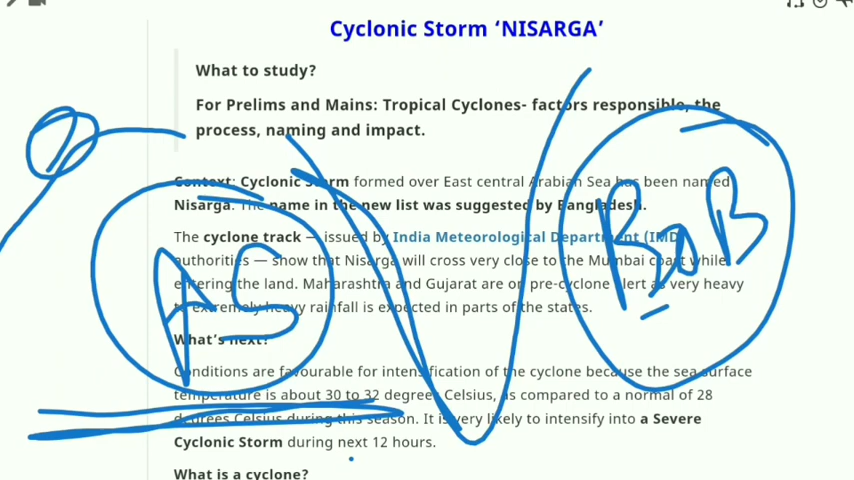 Cyclonic Storm ‘NISARGA’
What to study?
For Prelims and Mains: Tropical Cyclones- factors responsible, the
process, naming and impact.
Context: Cyclonic Storm formed over East central Arabian Sea has been named
Nisarga. The name in the new list was suggested by Bangladesh.
The cyclone track — issued by India Meteorological Department (IMD)
authorities — show that Nisarga will cross very close to the Mumbai coast while
entering the land. Maharashtra and Gujarat are on pre-cyclone alert as very heavy
to extremely heavy rainfall is expected in parts of the states.
What’s next?
Conditions are favourable for intensification of the cyclone because the sea surface
temperature is about 30 to 32 degrees Celsius, as compared to a normal of 28
degrees Celsius during this season. It is very likely to intensify into a Severe
Cyclonic Storm during next 12 hours.
What is a cyclone?
AS
BoB